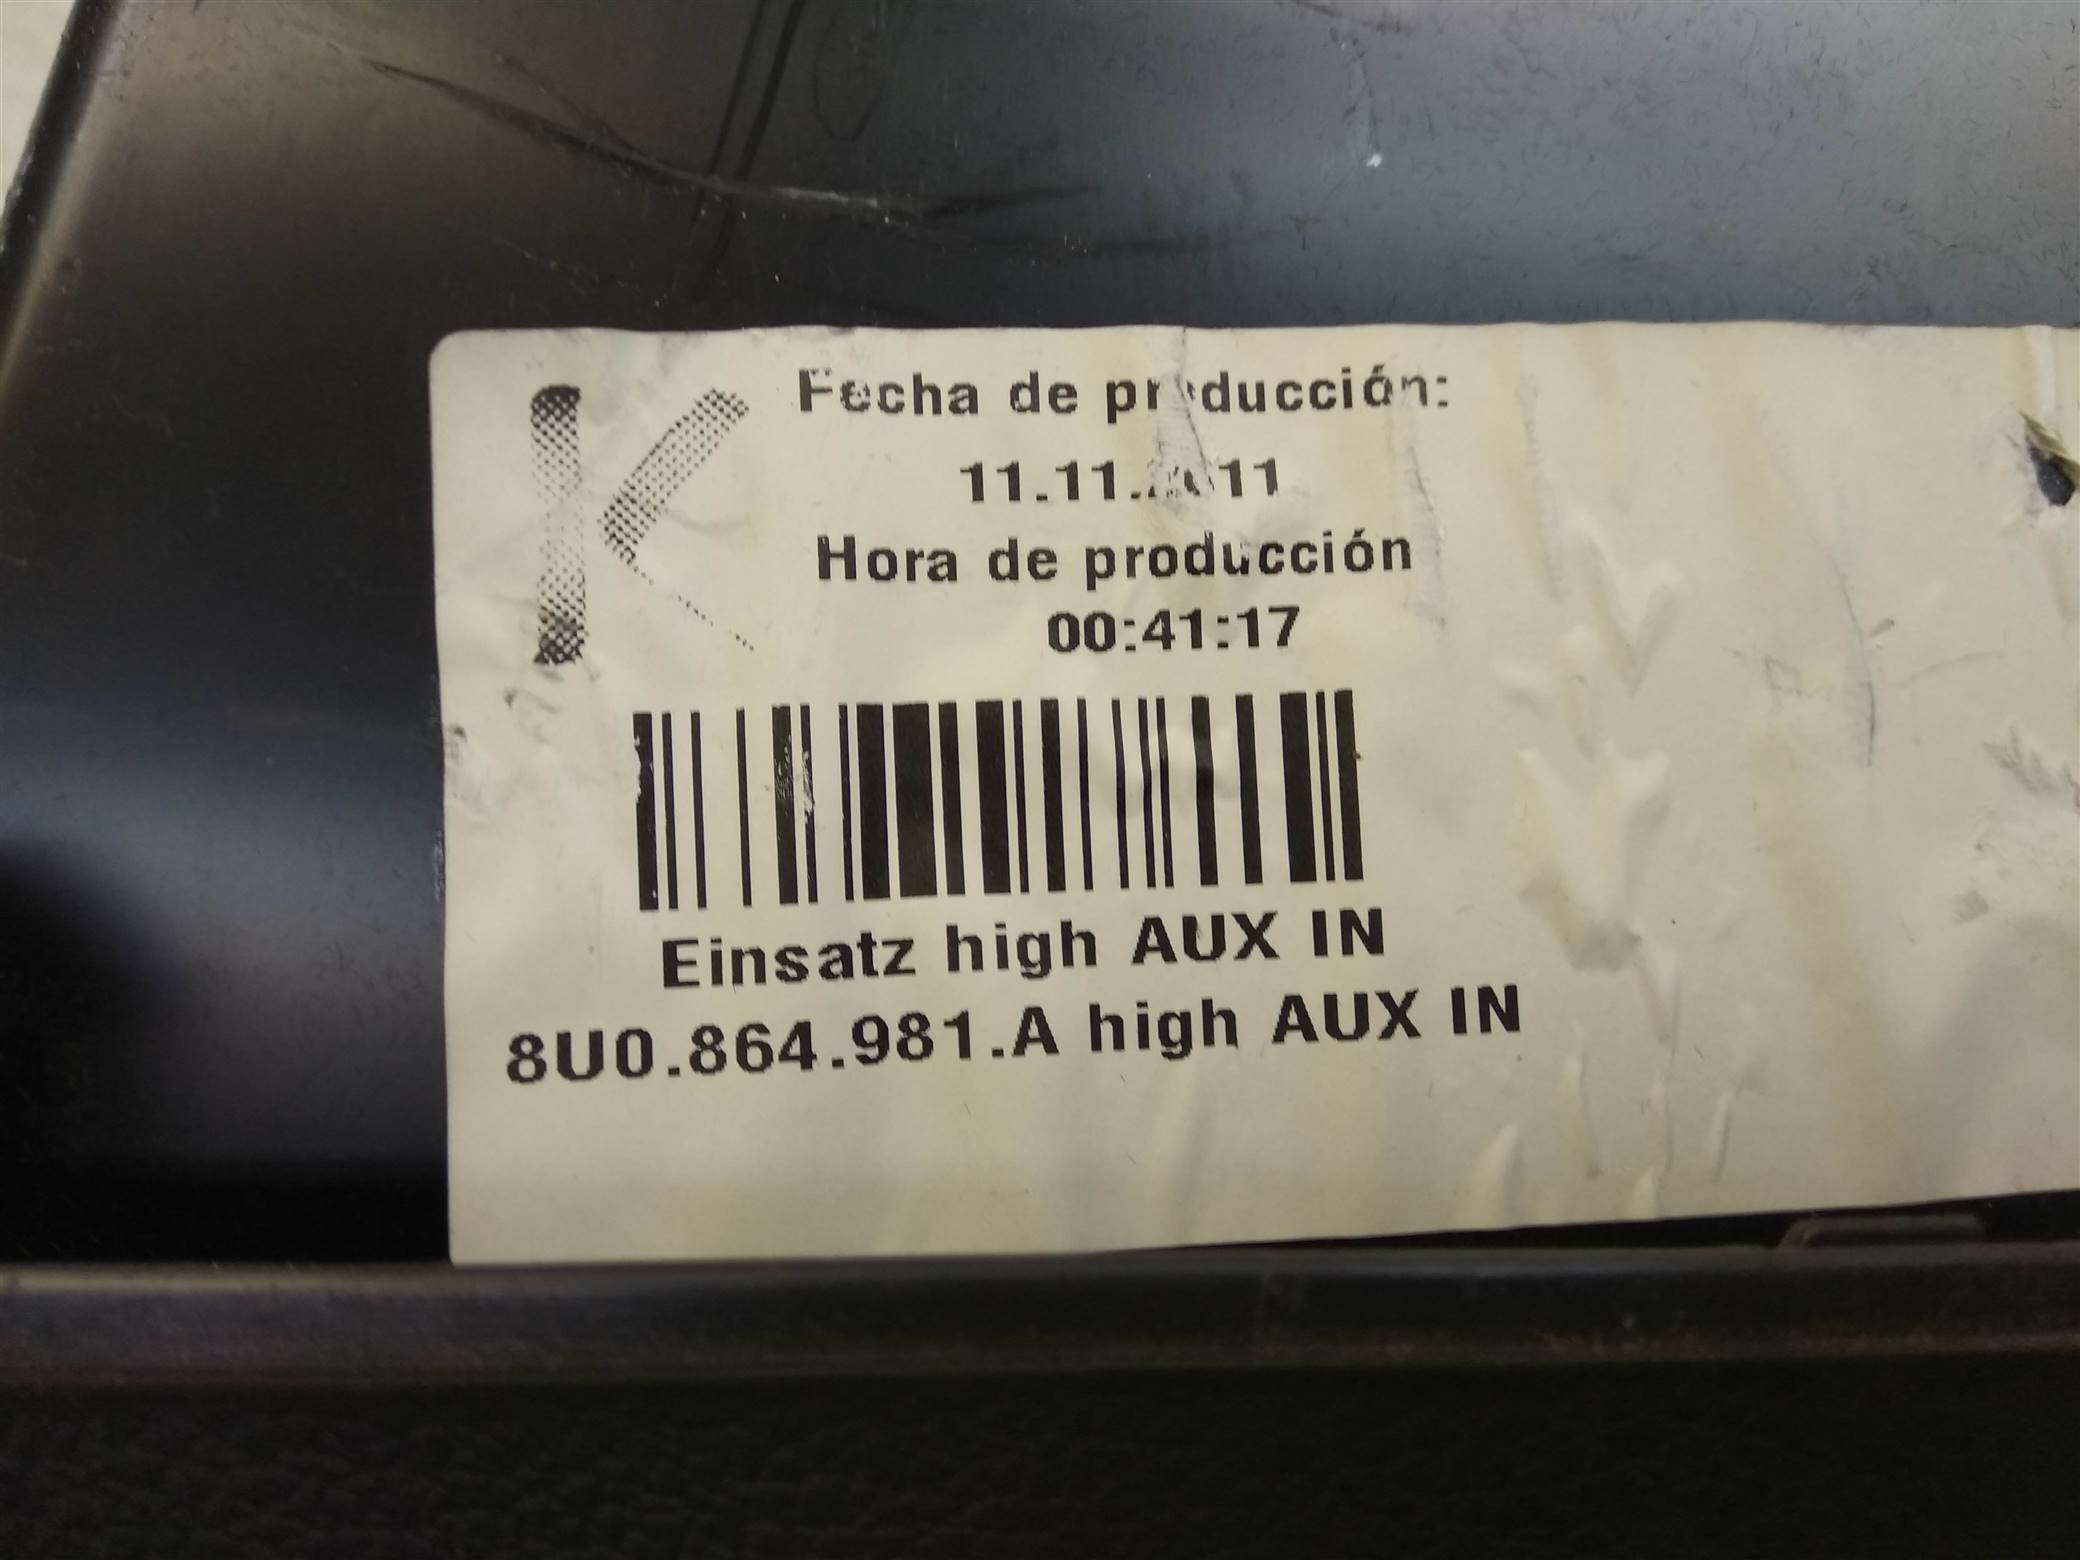 K
Fecha de producción:
11.11.2011
Hora de producción
00:41:17
Einsatz high AUX IN
8U0.864.981.A high AUX IN